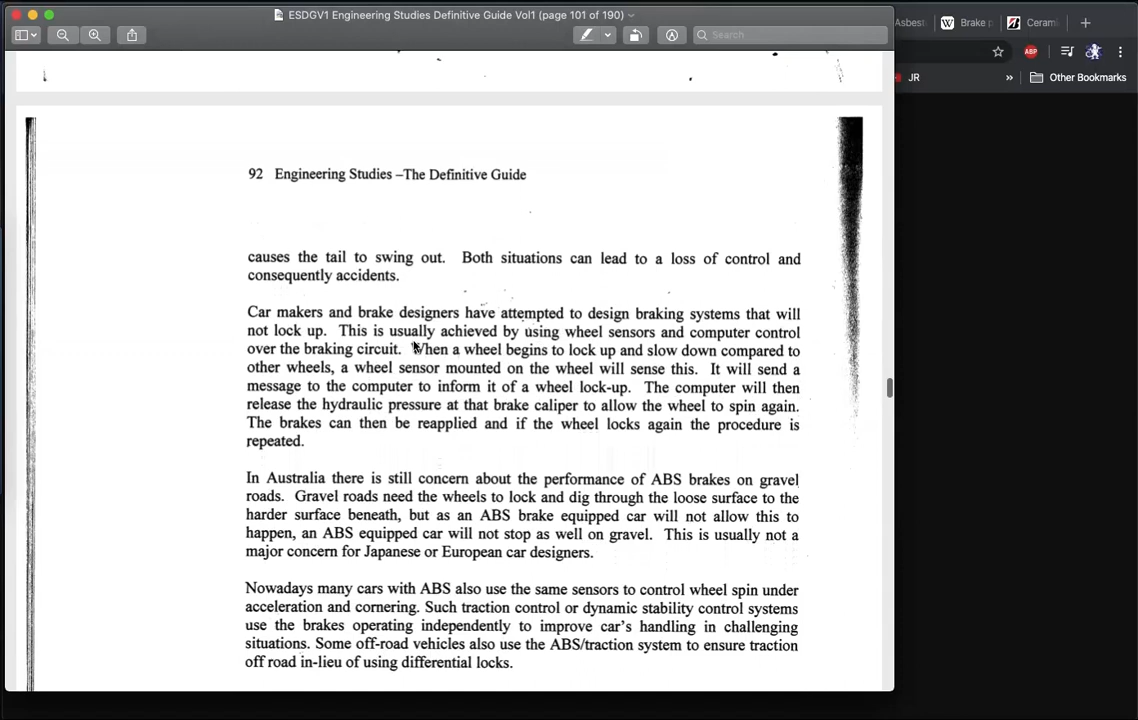 ESDGV1 Engineering Studies Definitive Guide Vol1 (page 101 of 190)
Search
Asbest
Brake p
Cerami
ABP
JR
»
Other Bookmarks
92 Engineering Studies –The Definitive Guide
causes the tail to swing out. Both situations can lead to a loss of control and
consequently accidents.
Car makers and brake designers have attempted to design braking systems that will
not lock up. This is usually achieved by using wheel sensors and computer control
over the braking circuit. When a wheel begins to lock up and slow down compared to
other wheels, a wheel sensor mounted on the wheel will sense this. It will send a
message to the computer to inform it of a wheel lock-up. The computer will then
release the hydraulic pressure at that brake caliper to allow the wheel to spin again.
The brakes can then be reapplied and if the wheel locks again the procedure is
repeated.
In Australia there is still concern about the performance of ABS brakes on gravel
roads. Gravel roads need the wheels to lock and dig through the loose surface to the
harder surface beneath, but as an ABS brake equipped car will not allow this to
happen, an ABS equipped car will not stop as well on gravel. This is usually not a
major concern for Japanese or European car designers.
Nowadays many cars with ABS also use the same sensors to control wheel spin under
acceleration and cornering. Such traction control or dynamic stability control systems
use the brakes operating independently to improve car's handling in challenging
situations. Some off-road vehicles also use the ABS/traction system to ensure traction
off road in-lieu of using differential locks.